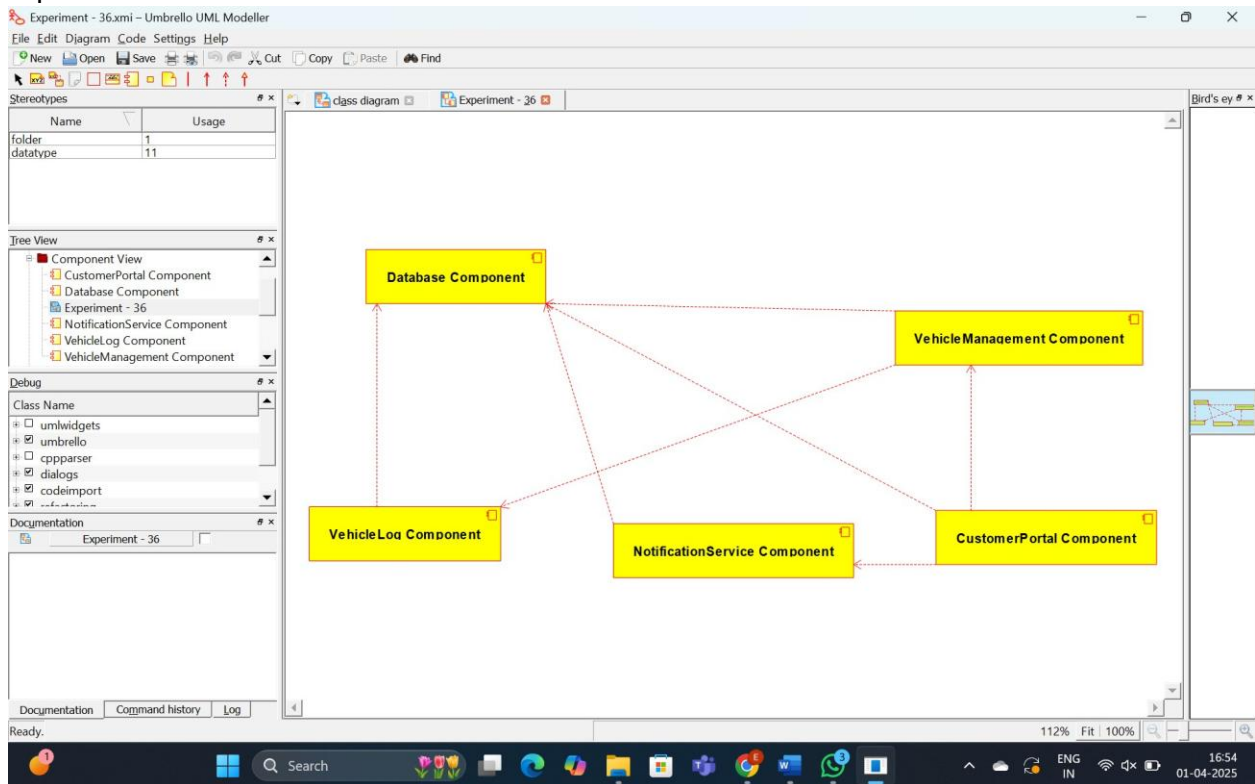 Experiment - 36.xmi – Umbrello UML Modeller
File Edit Diagram Code Settings Help
New Open Save Cut Copy Paste Find
Stereotypes
Name Usage
folder 1
datatype 11
Tree View
Component View
CustomerPortal Component
Database Component
Experiment - 36
NotificationService Component
VehicleLog Component
VehicleManagement Component
Debug
Class Name
umlwidgets
umbrello
cppparser
dialogs
codeimport
Documentation
Experiment - 36
Documentation Command history Log
Ready.
class diagram Experiment - 36
Bird's ey
Database Component
VehicleManagement Component
VehicleLog Component
NotificationService Component
CustomerPortal Component
112% Fit 100%
1
Search
3
ENG
IN
16:54
01-04-2025